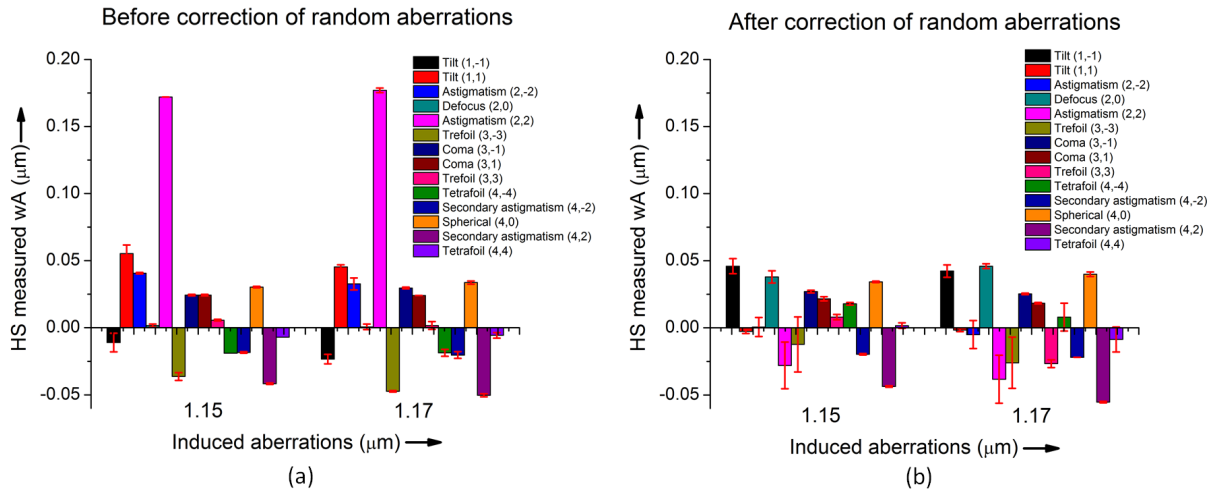 Before correction of random aberrations
0.20
0.15
0.10
0.05
0.00
-0.05
HS measured wA (μm)
Tilt (1,-1)
Tilt (1,1)
Astigmatism (2,-2)
Defocus (2,0)
Astigmatism (2,2)
Trefoil (3,-3)
Coma (3,-1)
Coma (3,1)
Trefoil (3,3)
Tetrafoil (4,-4)
Secondary astigmatism (4,-2)
Spherical (4,0)
Secondary astigmatism (4,2)
Tetrafoil (4,4)
1.15 1.17
Induced aberrations (μm)
(a)
After correction of random aberrations
0.20
0.15
0.10
0.05
0.00
-0.05
HS measured wA (μm)
Tilt (1,-1)
Tilt (1,1)
Astigmatism (2,-2)
Defocus (2,0)
Astigmatism (2,2)
Trefoil (3,-3)
Coma (3,-1)
Coma (3,1)
Trefoil (3,3)
Tetrafoil (4,-4)
Secondary astigmatism (4,-2)
Spherical (4,0)
Secondary astigmatism (4,2)
Tetrafoil (4,4)
1.15 1.17
Induced aberrations (μm)
(b)